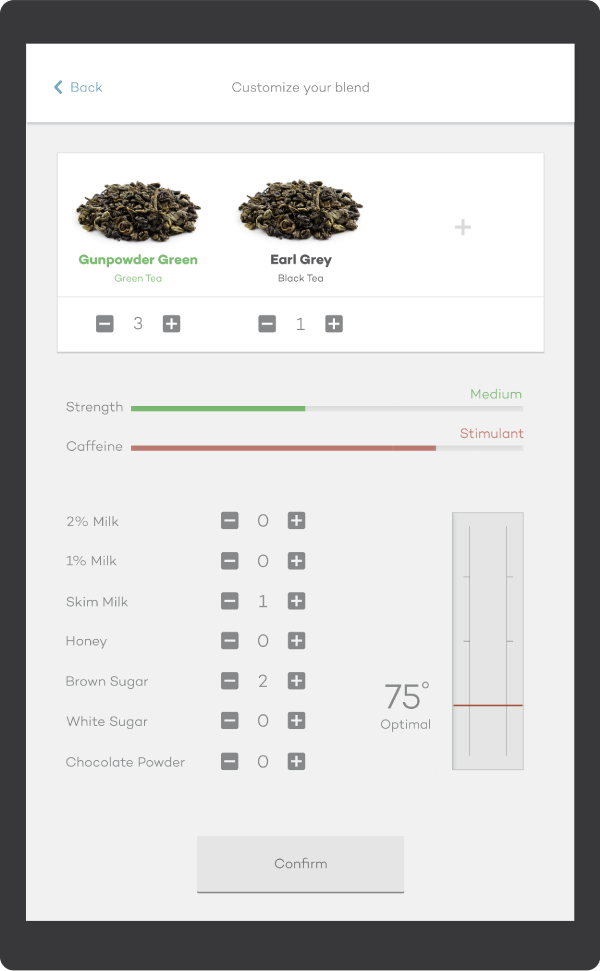 Back
Customize your blend
Gunpowder Green
Green Tea
Earl Grey
Black Tea
3
1
Medium
Strength
Stimulant
Caffeine
2% Milk 0
1% Milk 0
Skim Milk 1
Honey 0
Brown Sugar 2
White Sugar 0
Chocolate Powder 0
75°
Optimal
Confirm